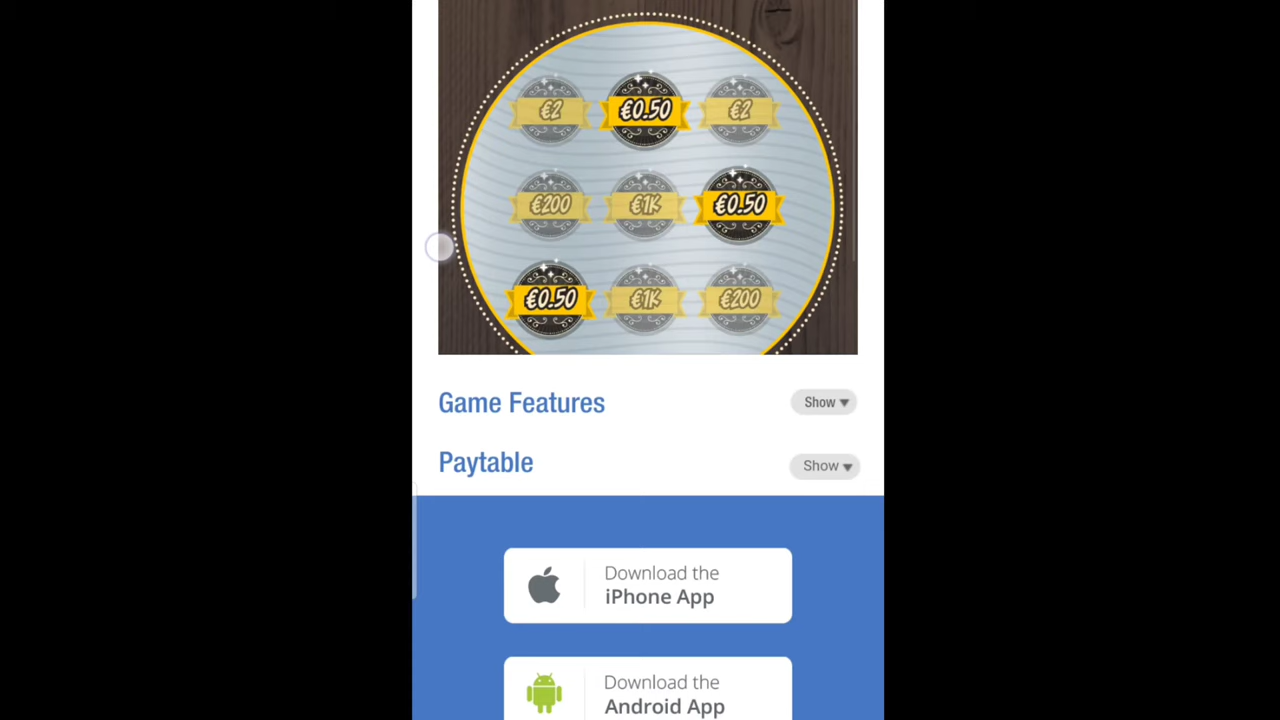 €2 €0.50 €2
€200 €1K €0.50
€0.50 €1K €200
Game Features Show
Paytable Show
Download the
iPhone App
Download the
Android App